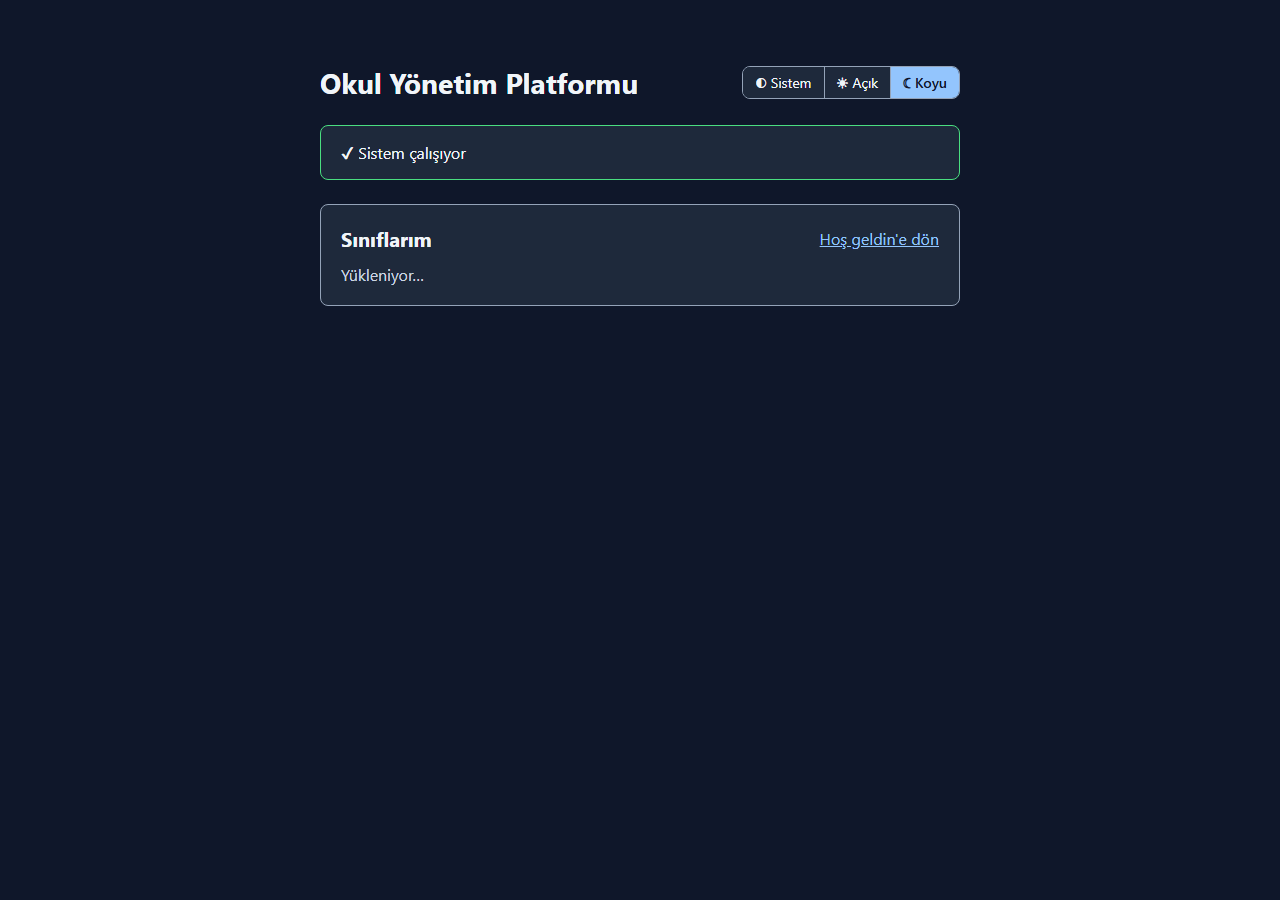 Okul Yönetim Platformu
◐ Sistem ☀ Açık ☾ Koyu
✓ Sistem çalışıyor
Sınıflarım
Hoş geldin'e dön
Yükleniyor...